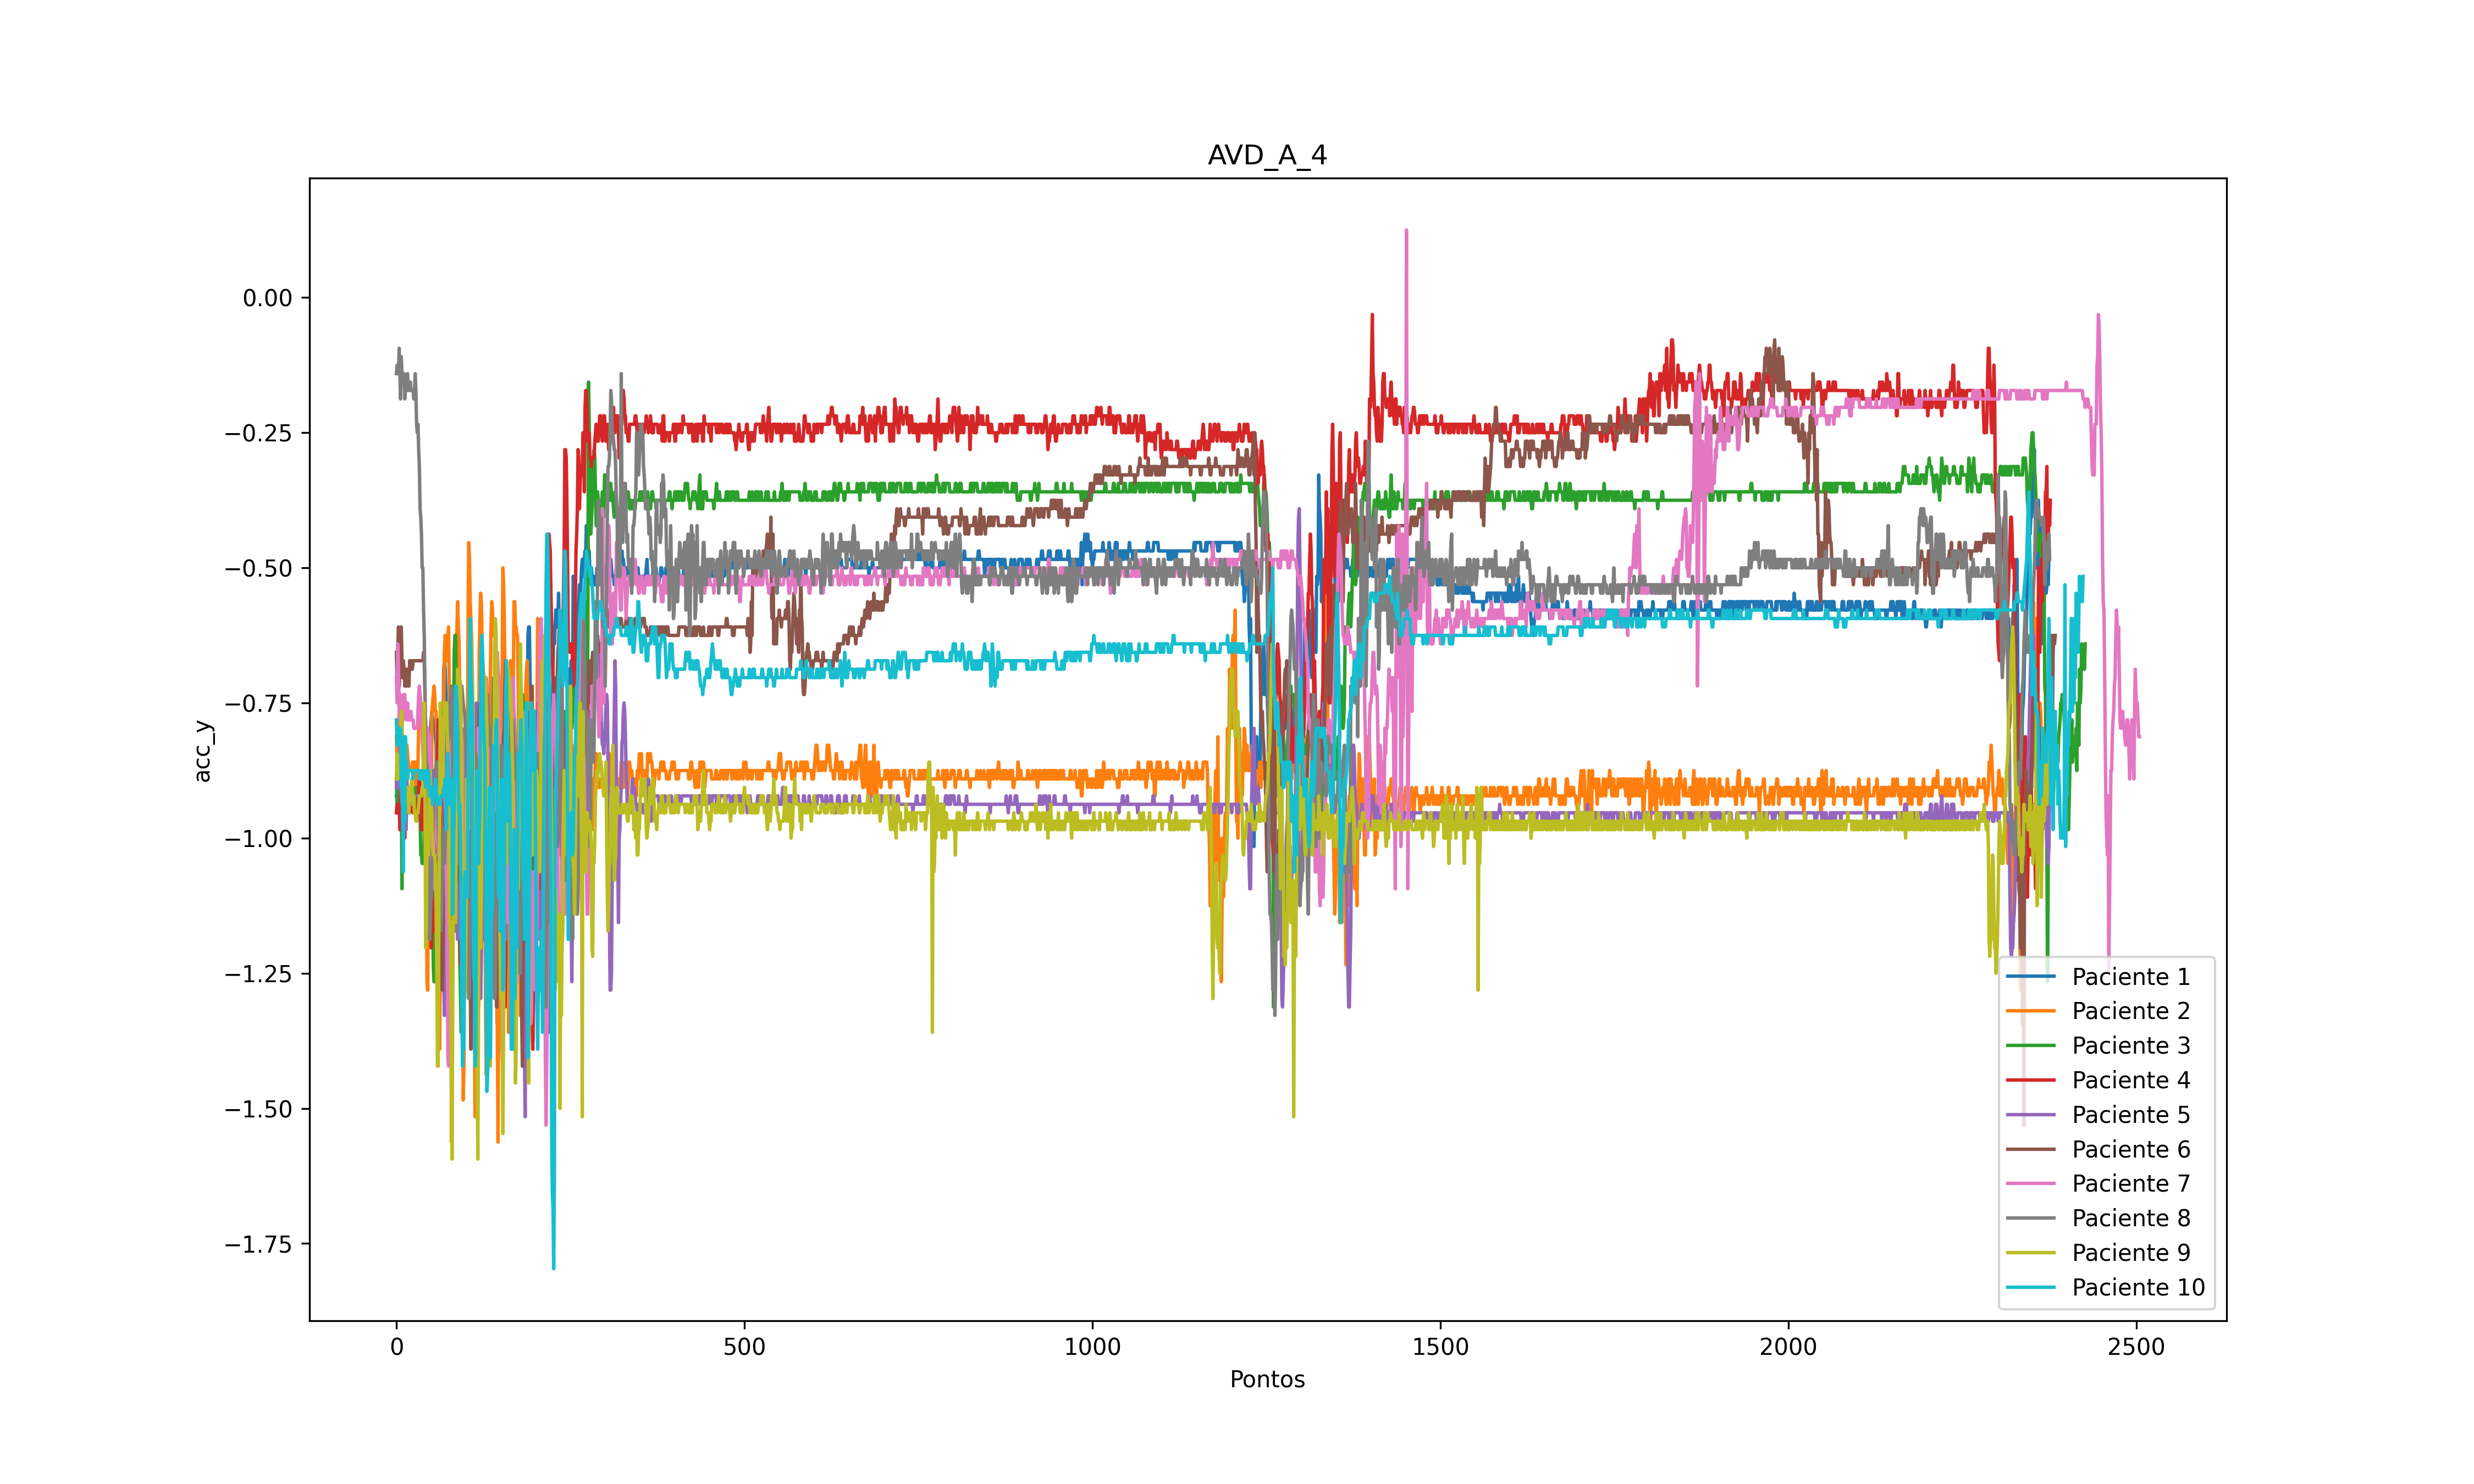 AVD_A_4
acc_y
0.00
−0.25
−0.50
−0.75
−1.00
−1.25
−1.50
−1.75
Paciente 1
Paciente 2
Paciente 3
Paciente 4
Paciente 5
Paciente 6
Paciente 7
Paciente 8
Paciente 9
Paciente 10
0 500 1000 1500 2000 2500
Pontos